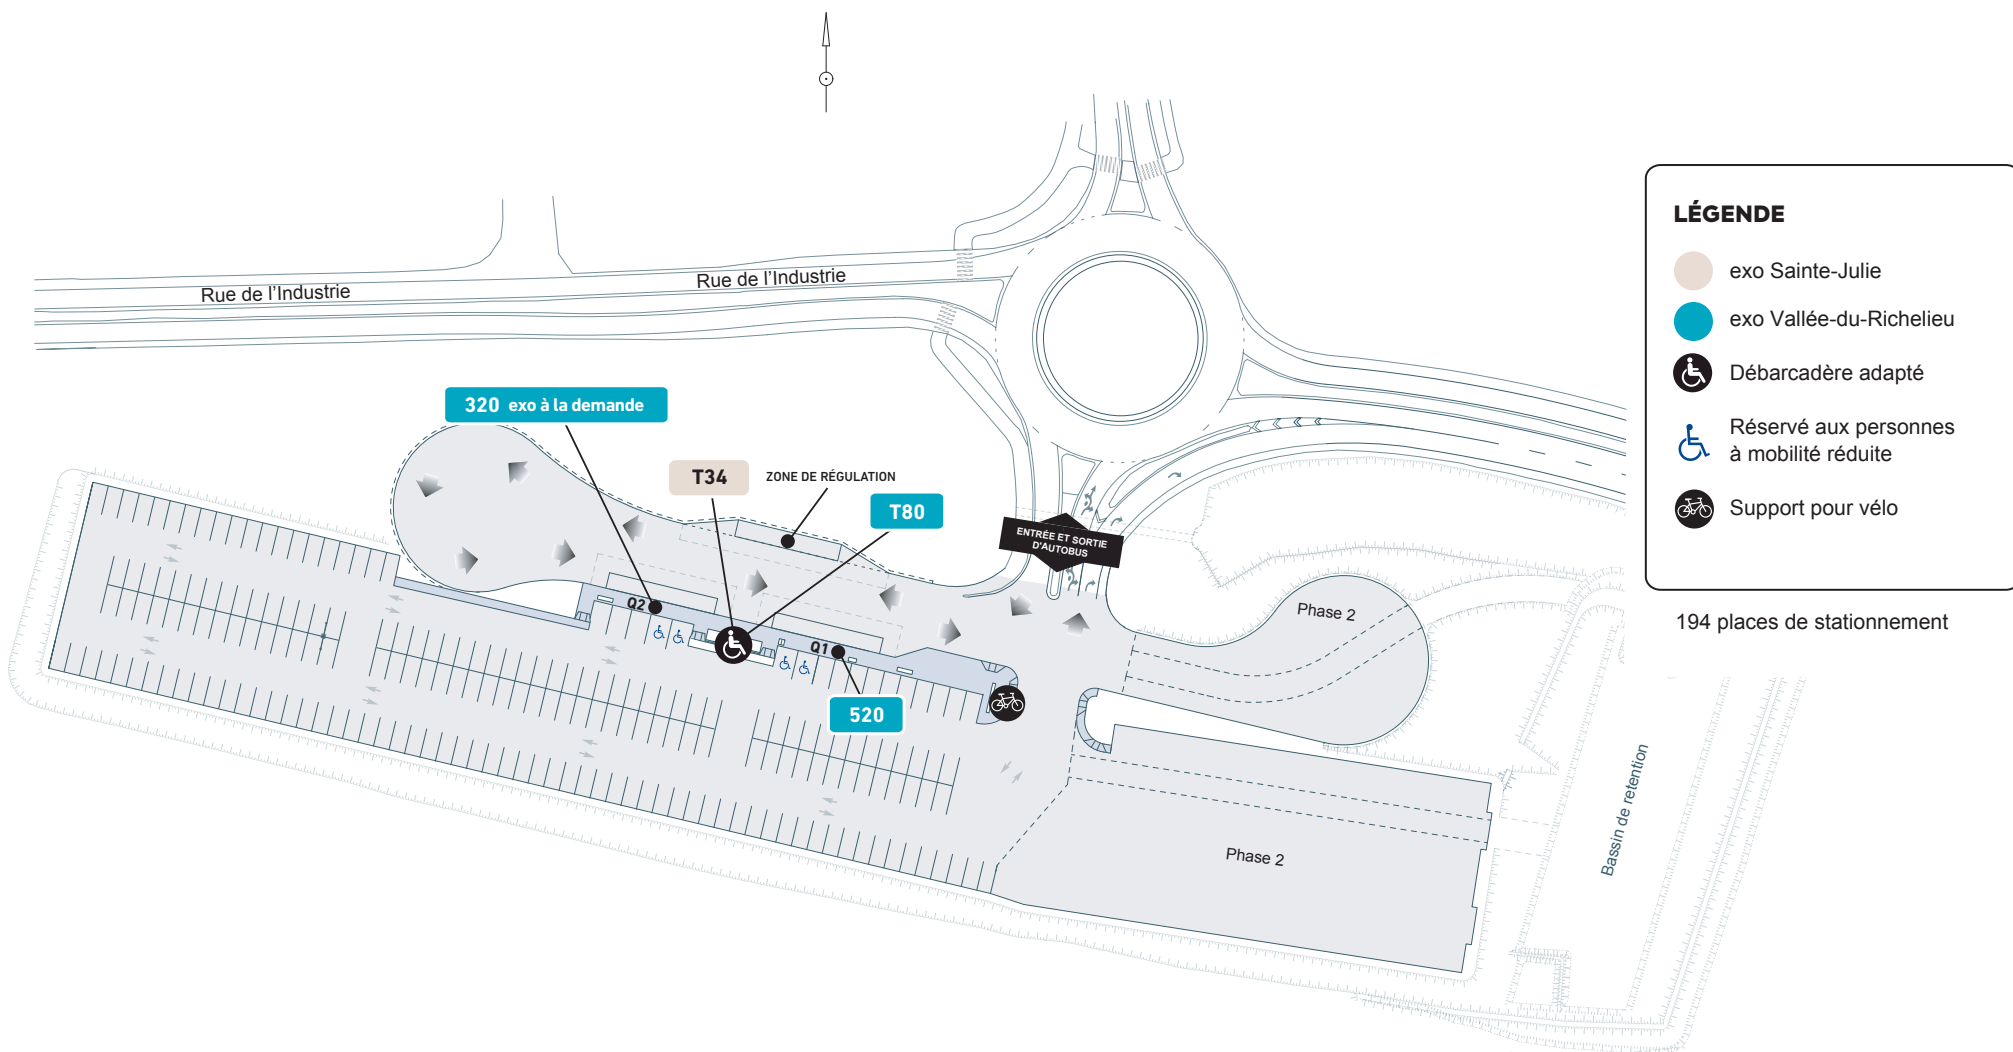 Rue de l’Industrie
Rue de l’Industrie
320 exo à la demande
T34
ZONE DE RÉGULATION
T80
ENTRÉE ET SORTIE
D'AUTOBUS
Q2
Q1
520
Phase 2
Phase 2
Bassin de retention
LÉGENDE
exo Sainte-Julie
exo Vallée-du-Richelieu
Débarcadère adapté
Réservé aux personnes
à mobilité réduite
Support pour vélo
194 places de stationnement